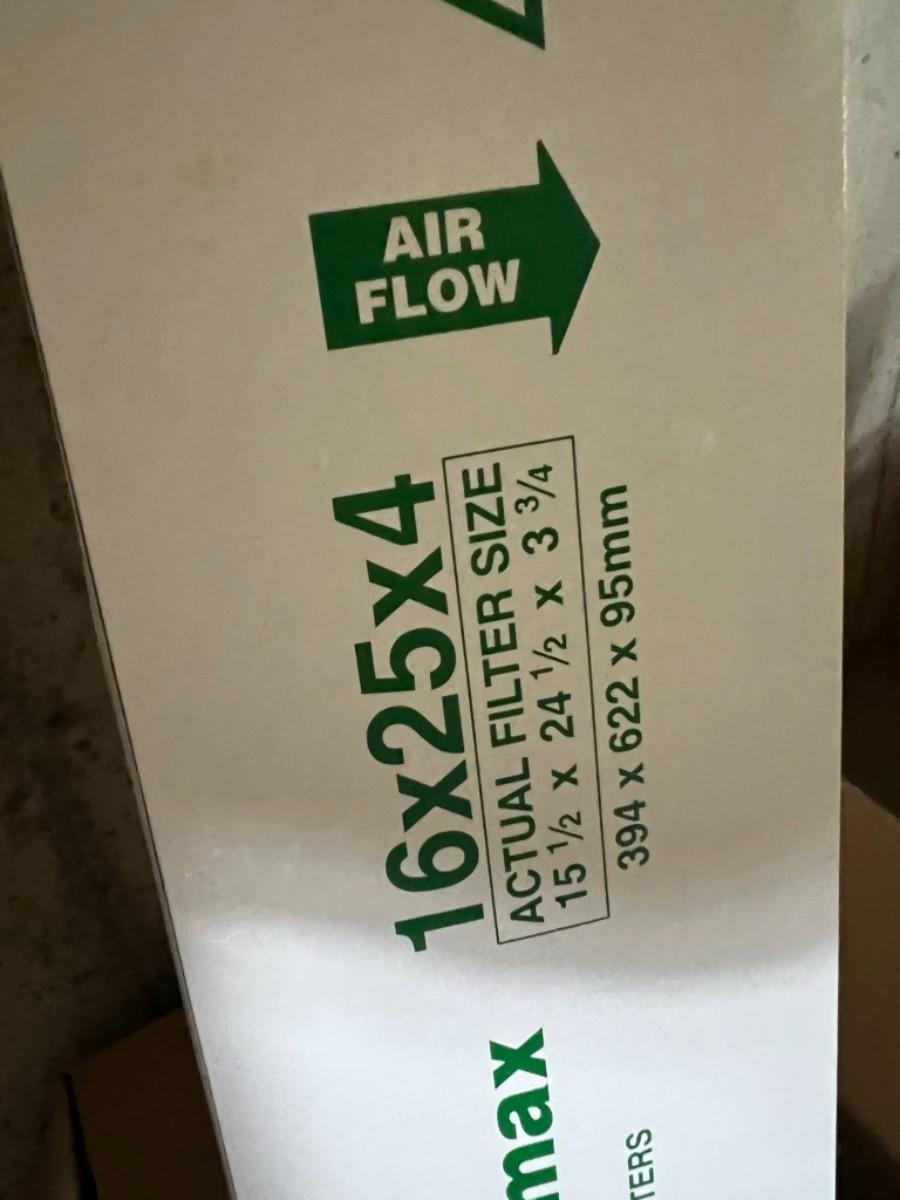 AIR
FLOW
16x25x4
ACTUAL FILTER SIZE
15 1/2 x 24 1/2 x 3 3/4
394 x 622 x 95mm
max
TERS